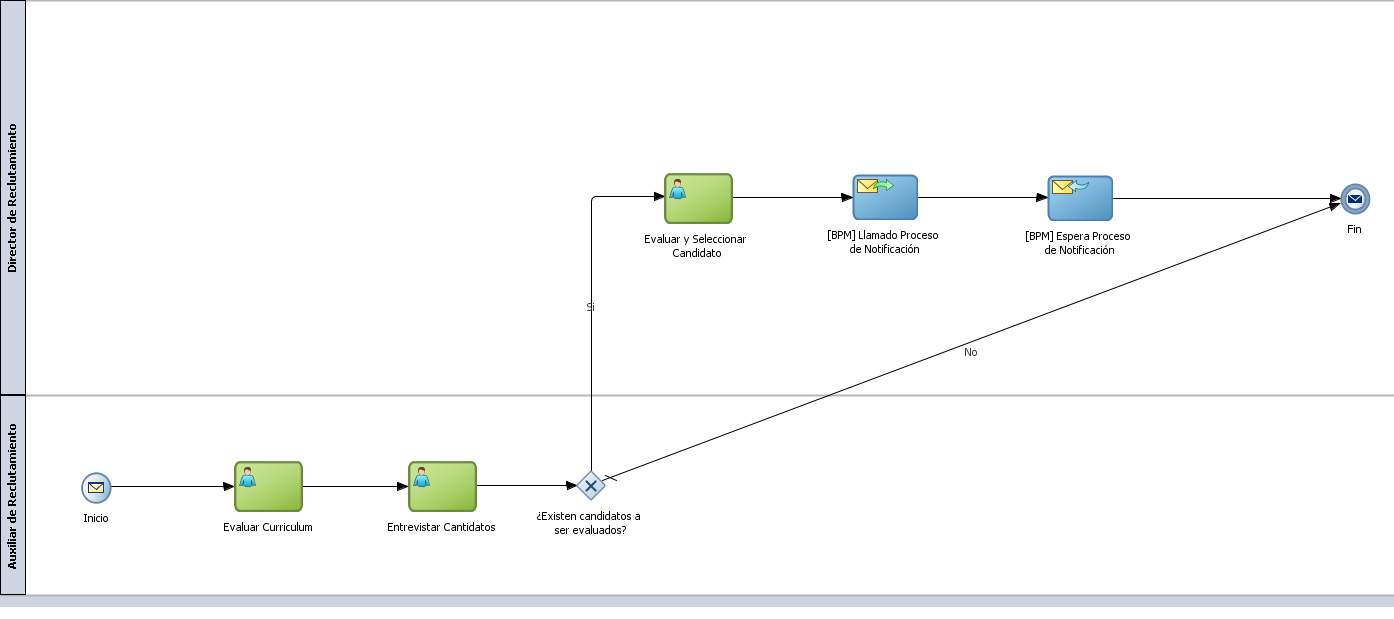 Director de Reclutamiento
Evaluar y Seleccionar
Candidato
[BPM] Llamado Proceso
de Notificación
[BPM] Espera Proceso
de Notificación
Fin
Si
No
Auxiliar de Reclutamiento
Inicio
Evaluar Curriculum
Entrevistar Cantidatos
¿Existen candidatos a
ser evaluados?